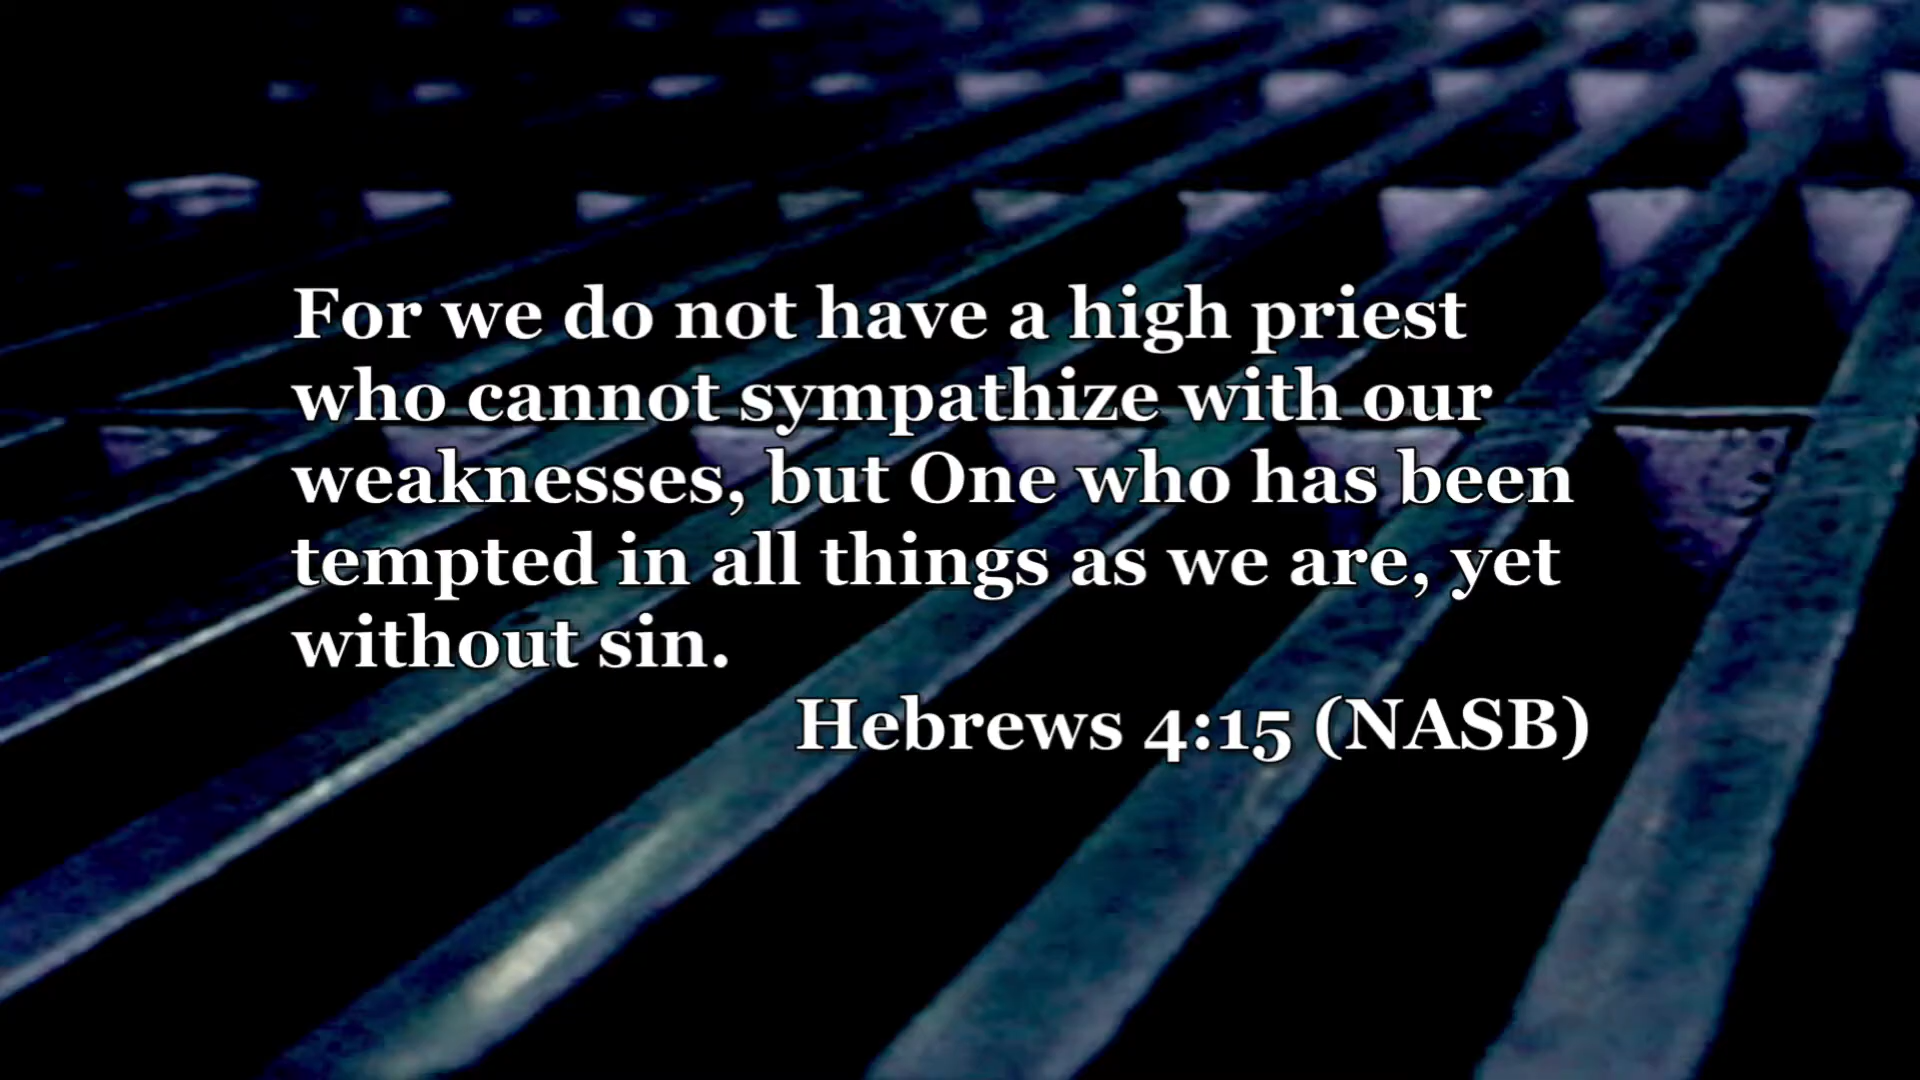 For we do not have a high priest
who cannot sympathize with our
weaknesses, but One who has been
tempted in all things as we are, yet
without sin.
Hebrews 4:15 (NASB)